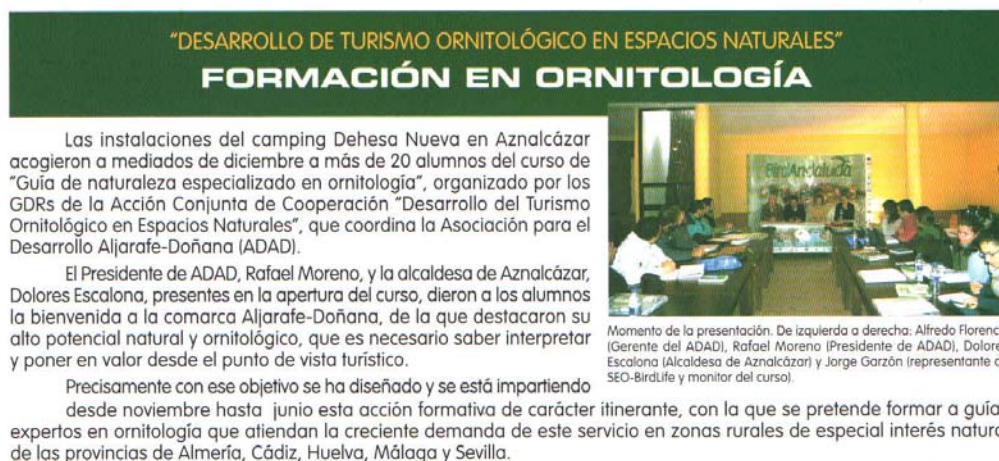 "DESARROLLO DE TURISMO ORNITOLÓGICO EN ESPACIOS NATURALES"
FORMACIÓN EN ORNITOLOGÍA
Las instalaciones del camping Dehesa Nueva en Aznalcázar
acogieron a mediados de diciembre a más de 20 alumnos del curso de
"Guía de naturaleza especializado en ornitología", organizado por los
GDRs de la Acción Conjunta de Cooperación "Desarrollo del Turismo
Ornitológico en Espacios Naturales", que coordina la Asociación para el
Desarrollo Aljarafe-Doñana (ADAD).
El Presidente de ADAD, Rafael Moreno, y la alcaldesa de Aznalcázar,
Dolores Escalona, presentes en la apertura del curso, dieron a los alumnos
la bienvenida a la comarca Aljarafe-Doñana, de la que destacaron su
alto potencial natural y ornitológico, que es necesario saber interpretar
y poner en valor desde el punto de vista turístico.
Precisamente con ese objetivo se ha diseñado y se está impartiendo
desde noviembre hasta junio esta acción formativa de carácter itinerante, con la que se pretende formar a guía
expertos en ornitología que atiendan la creciente demanda de este servicio en zonas rurales de especial interés natura
de las provincias de Almería, Cádiz, Huelva, Málaga y Sevilla.
BirdAndalucía
Momento de la presentación. De izquierda a derecha: Alfredo Florenc
(Gerente del ADAD), Rafael Moreno (Presidente de ADAD), Dolore
Escalona (Alcaldesa de Aznalcázar) y Jorge Garzón (representante d
SEO-BirdLife y monitor del curso).